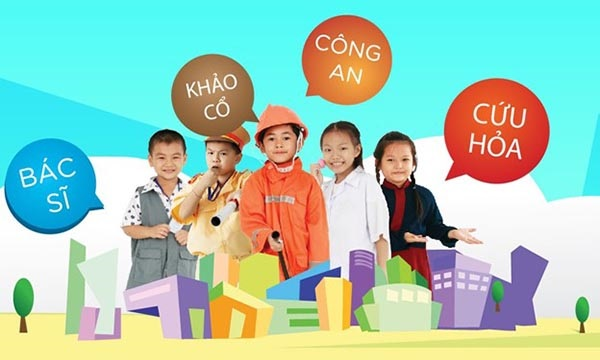 BÁC
SĨ
KHẢO
CỔ
CÔNG
AN
CỨU
HỎA